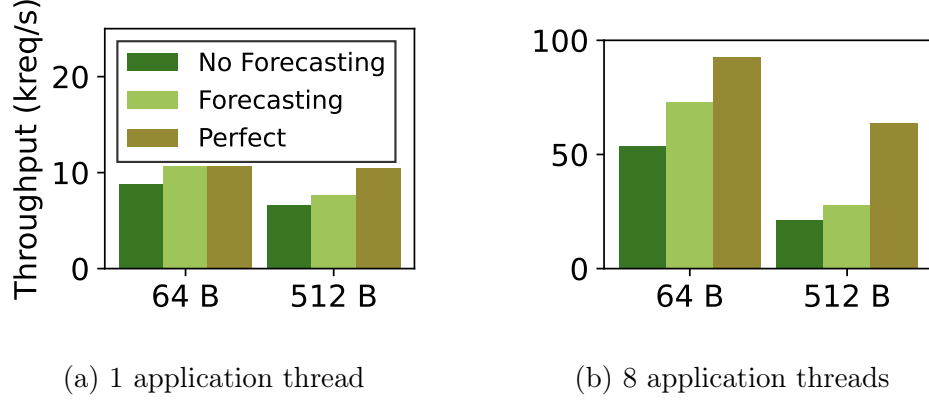 Throughput (kreq/s)
20
10
0
No Forecasting
Forecasting
Perfect
64 B
512 B
(a) 1 application thread
100
50
0
64 B
512 B
(b) 8 application threads